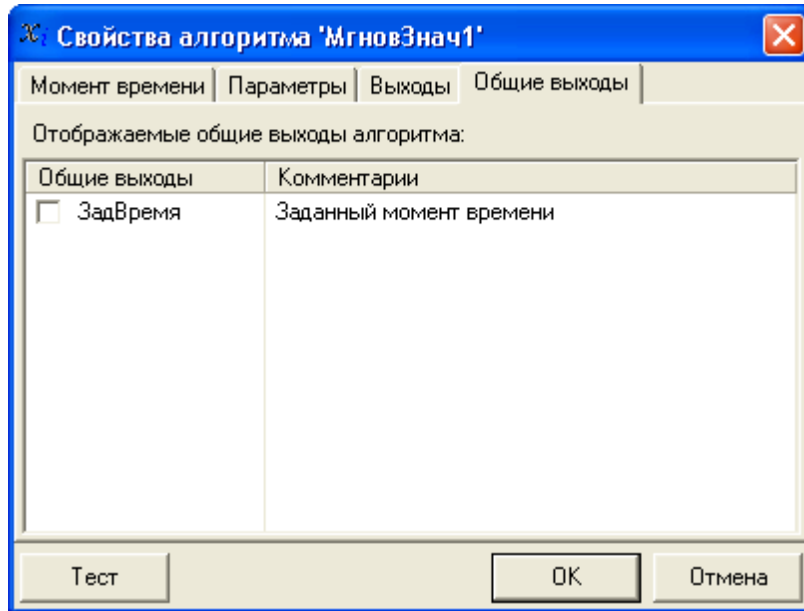 Xi Свойства алгоритма 'МгновЗнач1'
Момент времени Параметры Выходы Общие выходы
Отображаемые общие выходы алгоритма:
Общие выходы Комментарии
ЗадВремя Заданный момент времени
Тест OK Отмена